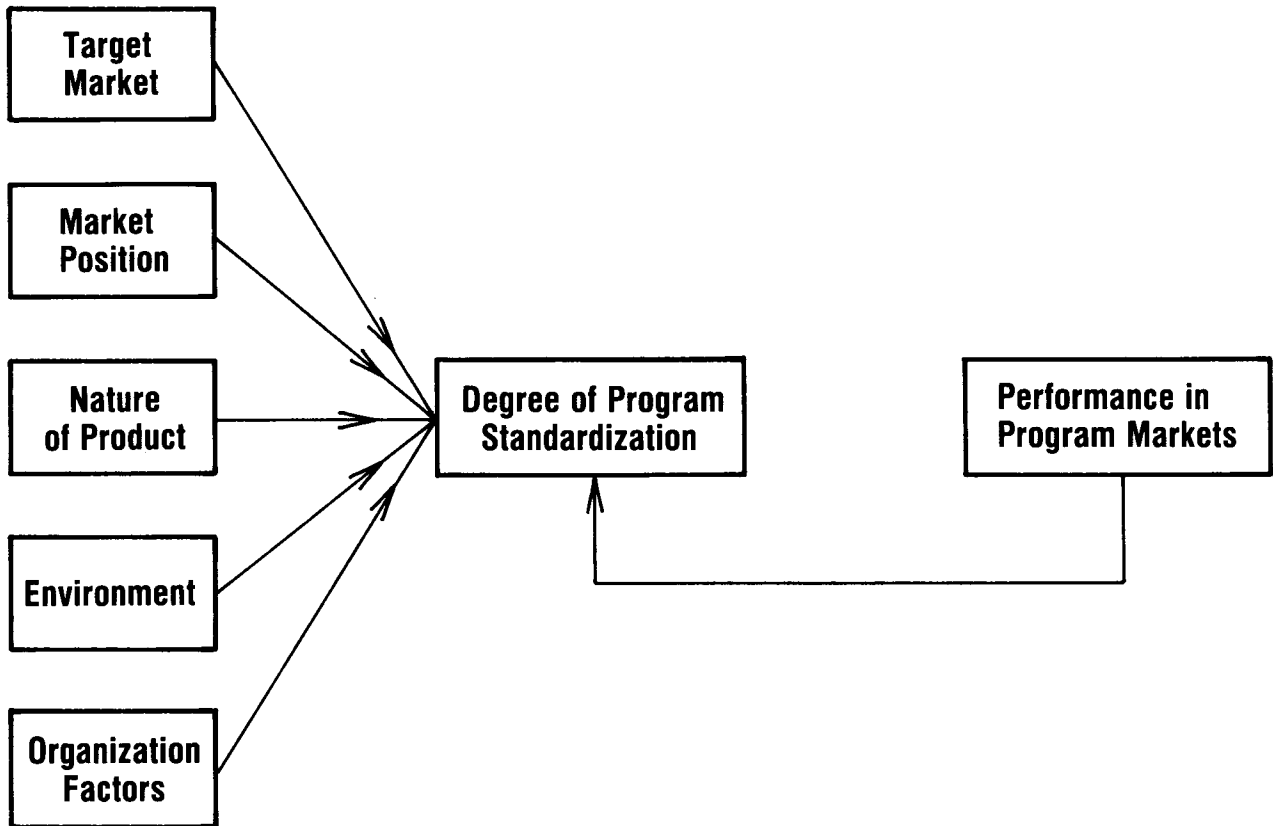 Target
Market
Market
Position
Nature
of Product
Degree of Program
Standardization
Performance in
Program Markets
Environment
Organization
Factors